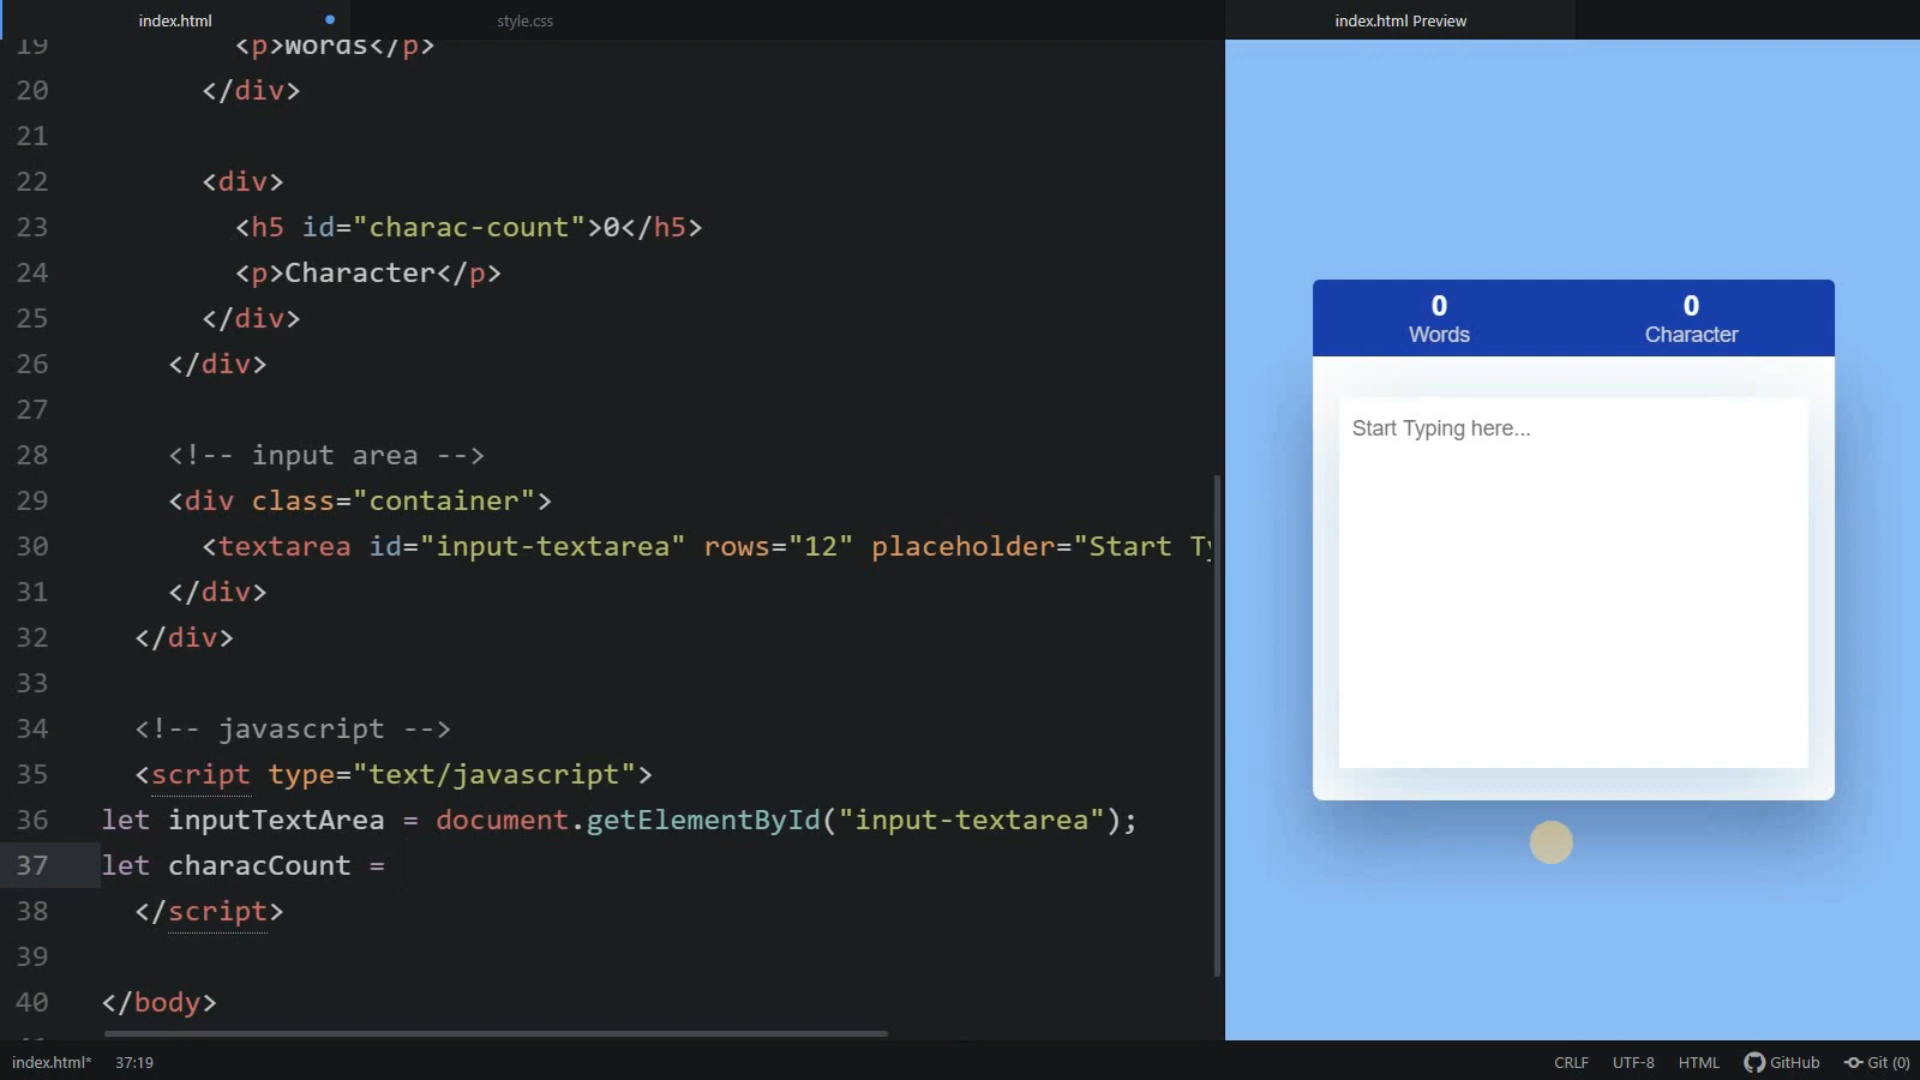 index.html
style.css
index.html Preview
19 <p>Words</p>
20 </div>
21
22 <div>
23 <h5 id="charac-count">0</h5>
24 <p>Character</p>
25 </div>
26 </div>
27
28 <!-- input area -->
29 <div class="container">
30 <textarea id="input-textarea" rows="12" placeholder="Start Ty
31 </div>
32 </div>
33
34 <!-- javascript -->
35 <script type="text/javascript">
36 let inputTextArea = document.getElementById("input-textarea");
37 let characCount =
38 </script>
39
40 </body>
0
Words
0
Character
Start Typing here...
index.html* 37:19
CRLF UTF-8 HTML GitHub Git (0)